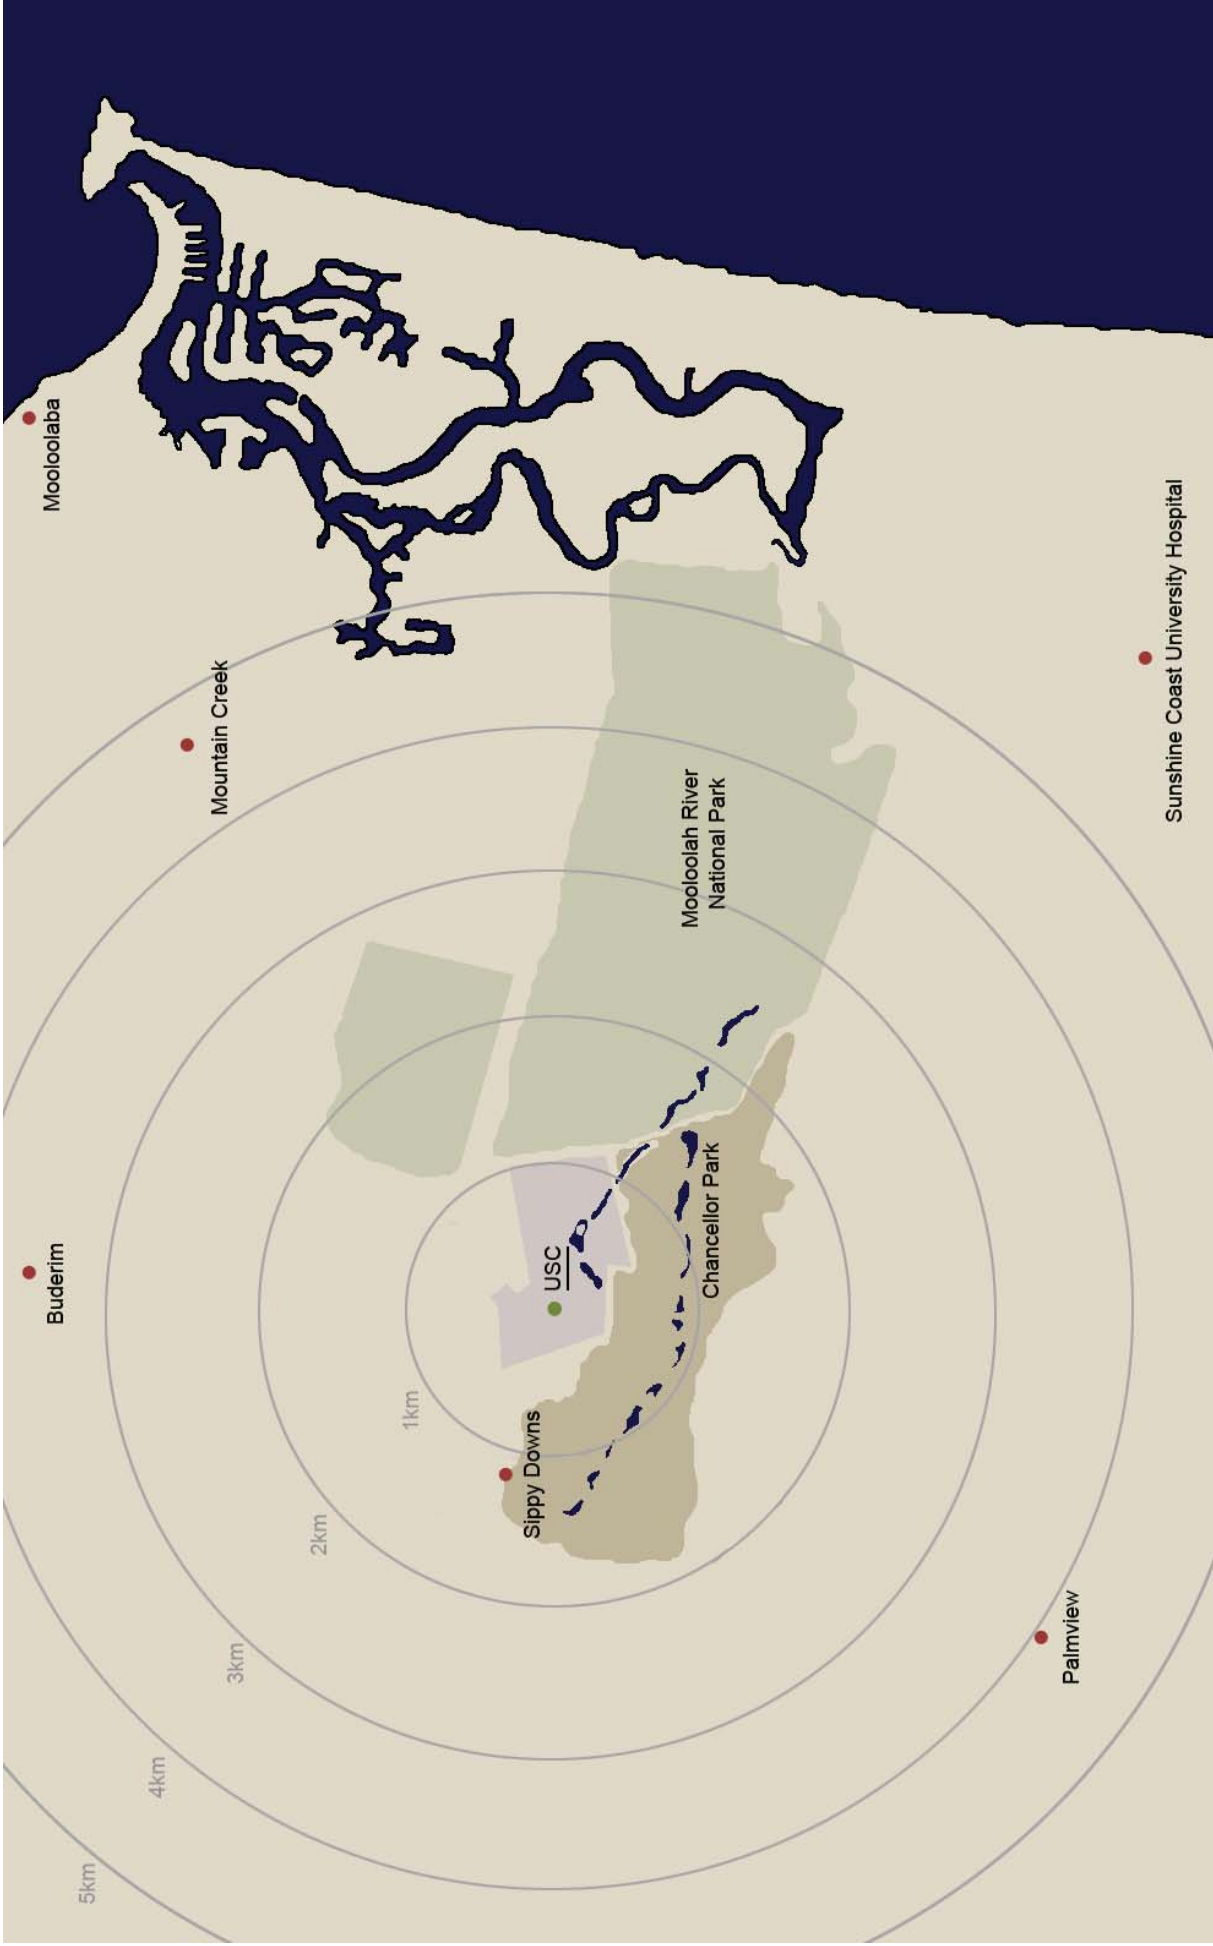 Buderim
Mooloolaba
Mountain Creek
5km
4km
3km
2km
1km
Sippy Downs
USC
Chancellor Park
Mooloolah River
National Park
Palmview
Sunshine Coast University Hospital